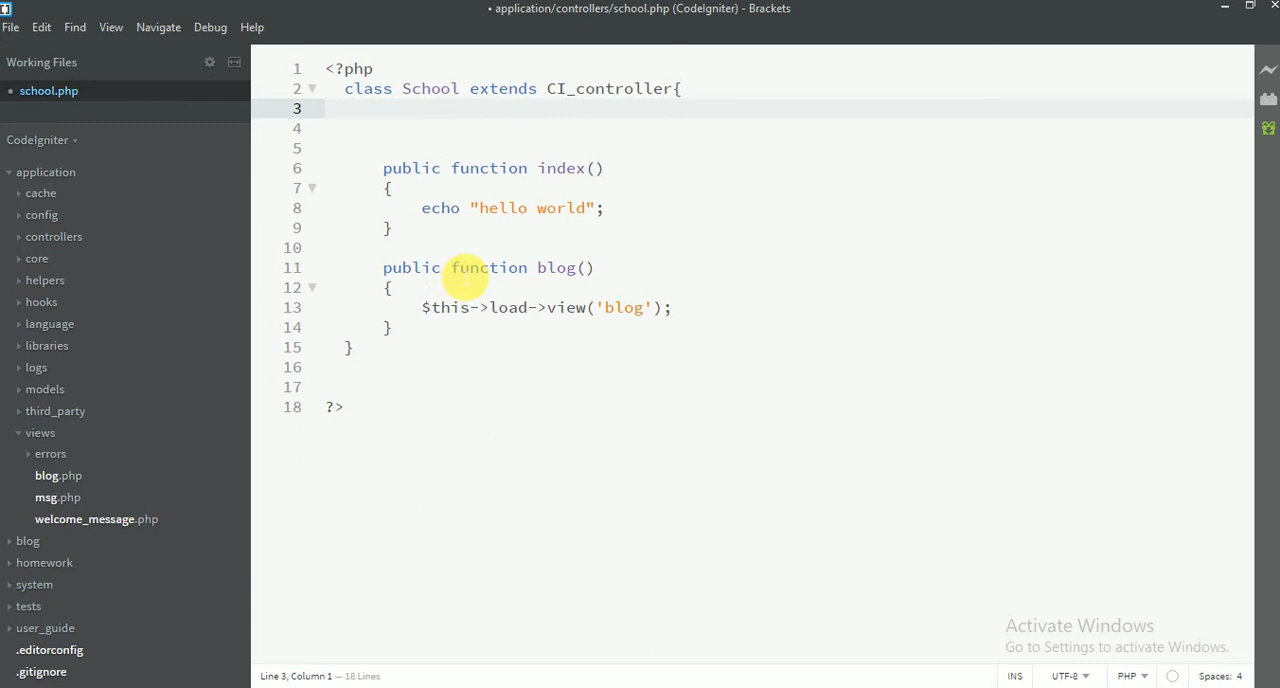 • application/controllers/school.php (CodeIgniter) - Brackets
File Edit Find View Navigate Debug Help
Working Files
• school.php
CodeIgniter
application
cache
config
controllers
core
helpers
hooks
language
libraries
logs
models
third_party
views
errors
blog.php
msg.php
welcome_message.php
blog
homework
system
tests
user_guide
.editorconfig
.gitignore
1 <?php
2 class School extends CI_controller{
3
4
5
6 public function index()
7 {
8 echo "hello world";
9 }
10
11 public function blog()
12 {
13 $this->load->view('blog');
14 }
15 }
16
17
18 ?>
Activate Windows
Go to Settings to activate Windows.
Line 3, Column 1 — 18 Lines
INS UTF-8 PHP Spaces: 4